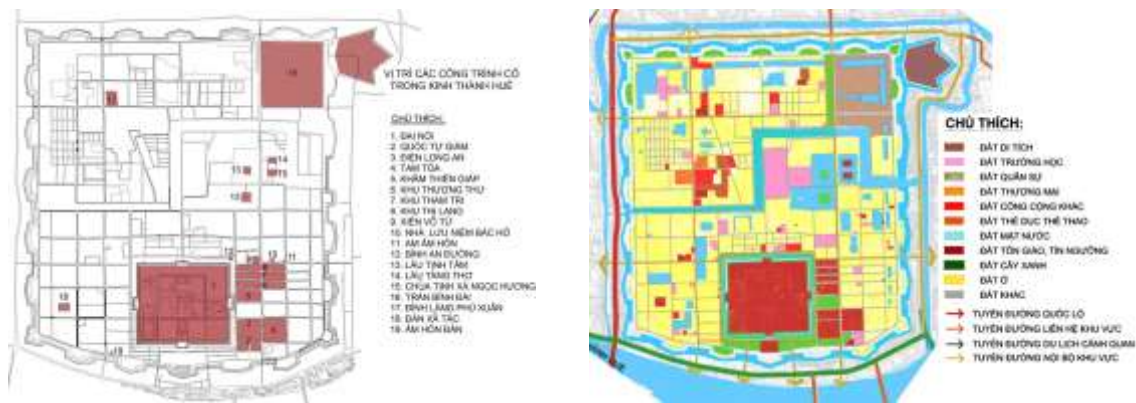 VỊ TRÍ CÁC CÔNG TRÌNH CỔ
TRONG KINH THÀNH HUẾ
CHÚ THÍCH:
1. ĐẠI NỘI
2. QUỐC TỬ GIÁM
3. ĐIỆN LONG AN
4. TAM TÒA
5. KHÂM THIÊN GIÁM
6. KHU THƯỢNG THƯ
7. KHU THAM TRI
8. KHU THỊ LANG
9. VÕ TỪ
10. NHÀ LƯU NIỆM BÁC HỒ
11. AM ÂM HỒN
12. BÌNH AN ĐƯỜNG
13. LẦU TỊNH TÂM
14. LẦU TÀNG THƠ
15. CHÙA TỊNH XÁ NGỌC HƯƠNG
16. TRẤN BÌNH ĐÀI
17. ĐÌNH LÀNG PHÚ XUÂN
18. ĐÀN XÃ TẮC
19. ÂM HỒN ĐÀN
CHÚ THÍCH:
ĐẤT DI TÍCH
ĐẤT TRƯỜNG HỌC
ĐẤT QUÂN SỰ
ĐẤT THƯƠNG MẠI
ĐẤT CÔNG CỘNG KHÁC
ĐẤT THỂ DỤC THỂ THAO
ĐẤT MẶT NƯỚC
ĐẤT TÔN GIÁO, TÍN NGƯỠNG
ĐẤT CÂY XANH
ĐẤT Ở
ĐẤT KHÁC
TUYẾN ĐƯỜNG QUỐC LỘ
TUYẾN ĐƯỜNG LIÊN HỆ KHU VỰC
TUYẾN ĐƯỜNG DU LỊCH CẢNH QUAN
TUYẾN ĐƯỜNG NỘI BỘ KHU VỰC